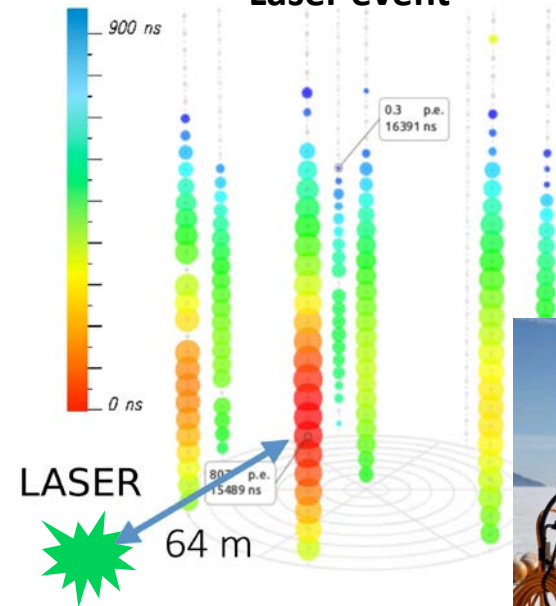 Laser event
900 ns
0.3 p.e.
16391 ns
0 ns
LASER
p.e.
15489 ns
64 m